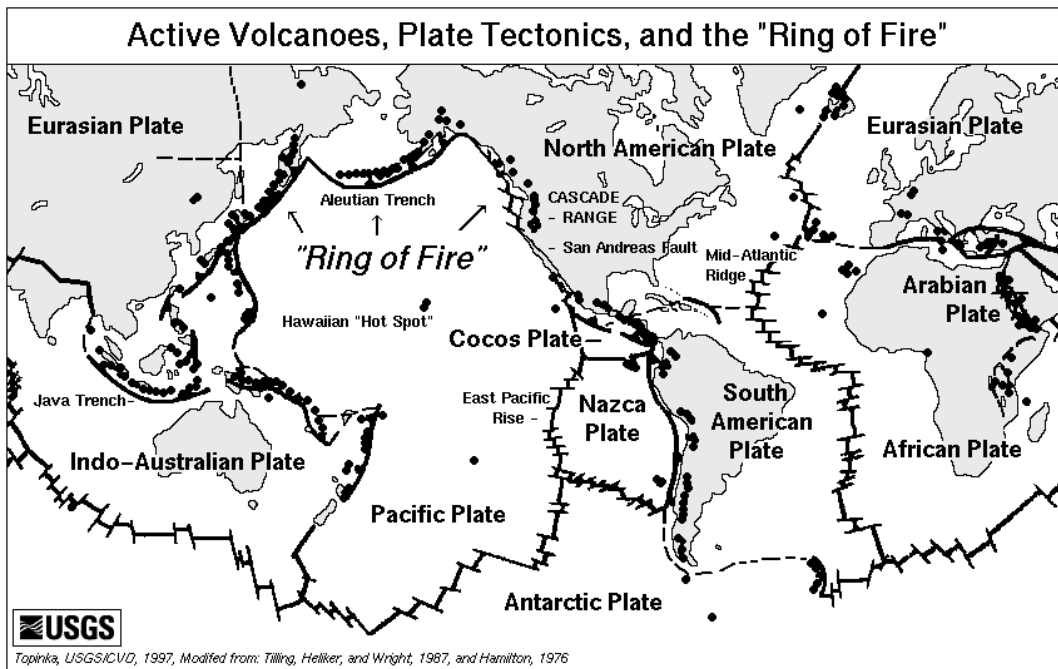 Active Volcanoes, Plate Tectonics, and the "Ring of Fire"
Eurasian Plate
North American Plate
Eurasian Plate
Aleutian Trench
CASCADE
RANGE
"Ring of Fire"
San Andreas Fault
Mid-Atlantic
Ridge
Arabian
Plate
Hawaiian "Hot Spot"
Cocos Plate
Java Trench
East Pacific
Rise
Nazca
Plate
South
American
Plate
Indo-Australian Plate
African Plate
Pacific Plate
Antarctic Plate
USGS
Topinka, USGS/CVO, 1997, Modifed from: Tilling, Heliker, and Wright, 1987, and Hamilton, 1976